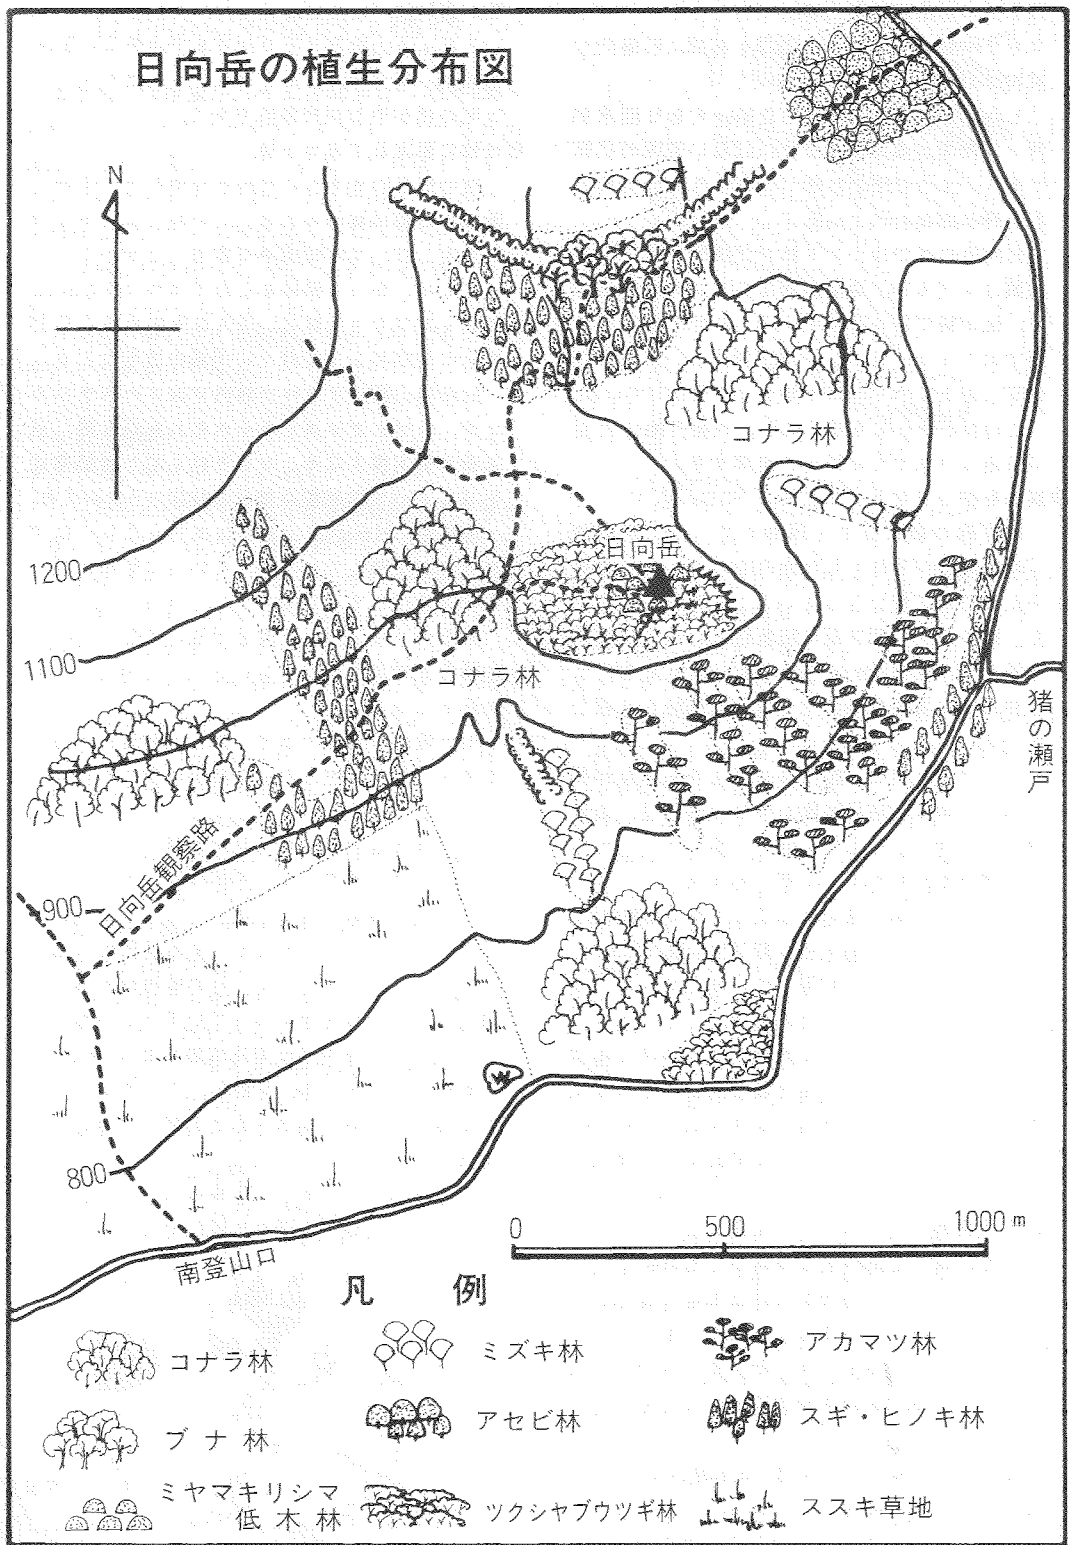 日向岳の植生分布図
N
コナラ林
日向岳
1200
1100
コナラ林
猪の瀬戸
日向岳観察路
900
800
南登山口
0 500 1000 m
凡 例
コナラ林 ミズキ林 アカマツ林
ブナ林 アセビ林 スギ・ヒノキ林
ミヤマキリシマ
低木林 ツクシヤブウツギ林 ススキ草地